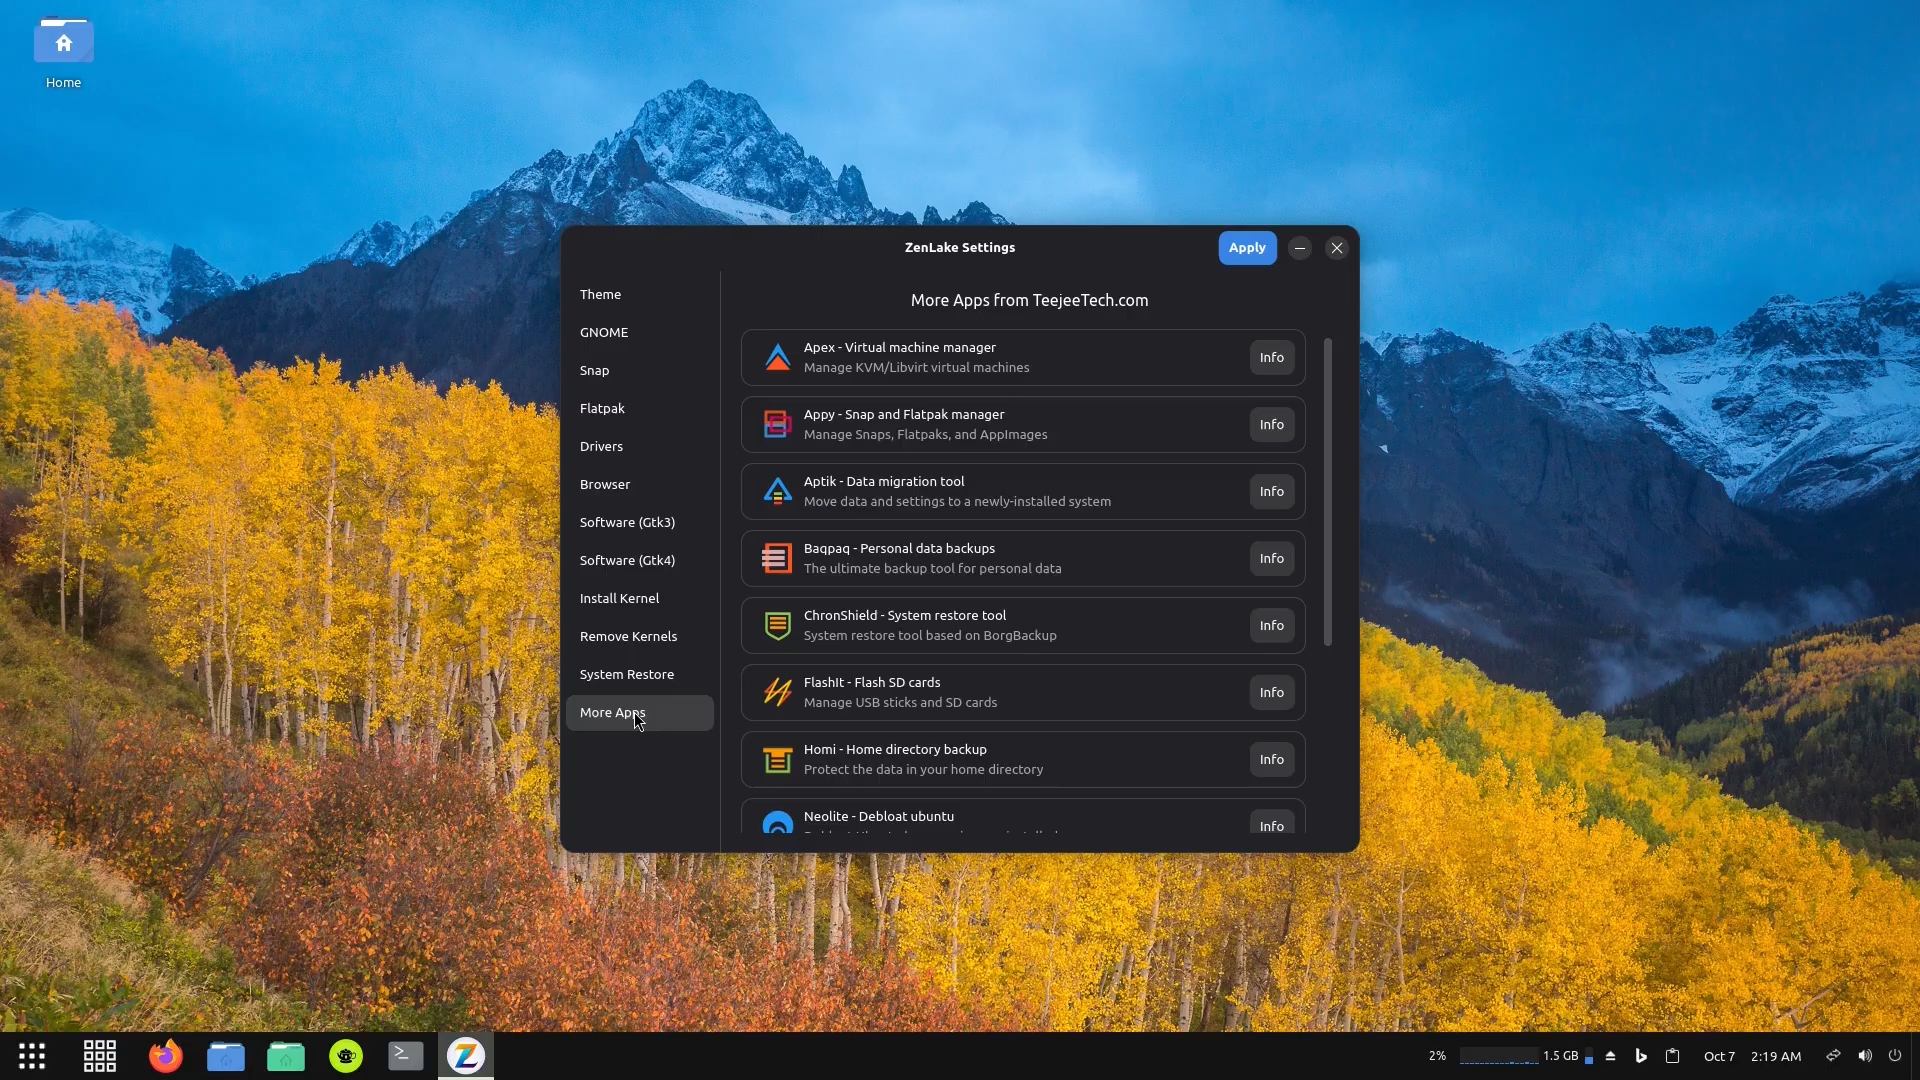 Home
ZenLake Settings
Apply
Theme
GNOME
Snap
Flatpak
Drivers
Browser
Software (Gtk3)
Software (Gtk4)
Install Kernel
Remove Kernels
System Restore
More Apps
More Apps from TeejeeTech.com
Apex - Virtual machine manager
Manage KVM/Libvirt virtual machines
Info
Appy - Snap and Flatpak manager
Manage Snaps, Flatpaks, and AppImages
Info
Aptik - Data migration tool
Move data and settings to a newly-installed system
Info
Baqpaq - Personal data backups
The ultimate backup tool for personal data
Info
ChronShield - System restore tool
System restore tool based on BorgBackup
Info
FlashIt - Flash SD cards
Manage USB sticks and SD cards
Info
Homi - Home directory backup
Protect the data in your home directory
Info
Neolite - Debloat ubuntu
Info
2%
1.5 GB
Oct 7 2:19 AM